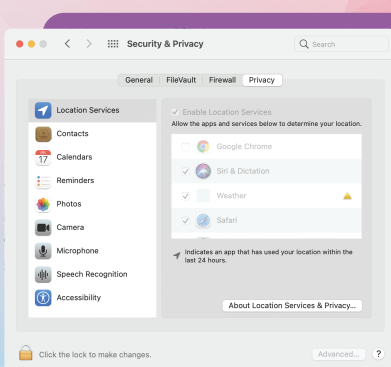 Security & Privacy
Search
General
FileVault
Firewall
Privacy
Location Services
Contacts
17
Calendars
Reminders
Photos
Camera
Microphone
Speech Recognition
Accessibility
Enable Location Services
Allow the apps and services below to determine your location.
Google Chrome
Siri & Dictation
Weather
Safari
Indicates an app that has used your location within the
last 24 hours.
About Location Services & Privacy...
Click the lock to make changes.
Advanced...
?